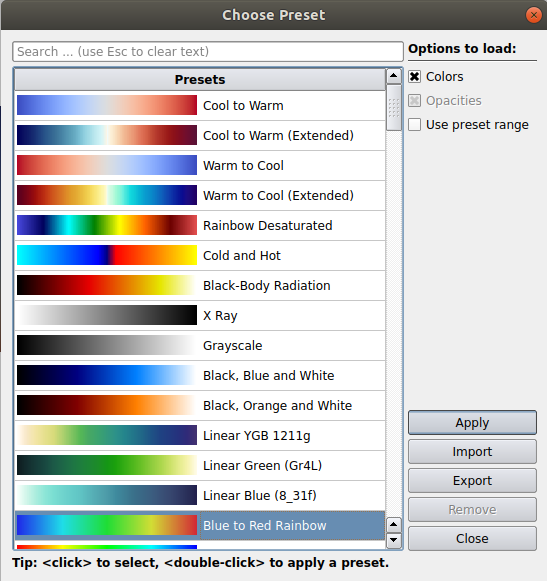 Choose Preset
Search ... (use Esc to clear text)
Options to load:
Presets
Colors
Opacities
Use preset range
Cool to Warm
Cool to Warm (Extended)
Warm to Cool
Warm to Cool (Extended)
Rainbow Desaturated
Cold and Hot
Black-Body Radiation
X Ray
Grayscale
Black, Blue and White
Black, Orange and White
Linear YGB 1211g
Linear Green (Gr4L)
Linear Blue (8_31f)
Blue to Red Rainbow
Apply
Import
Export
Remove
Close
Tip: <click> to select, <double-click> to apply a preset.